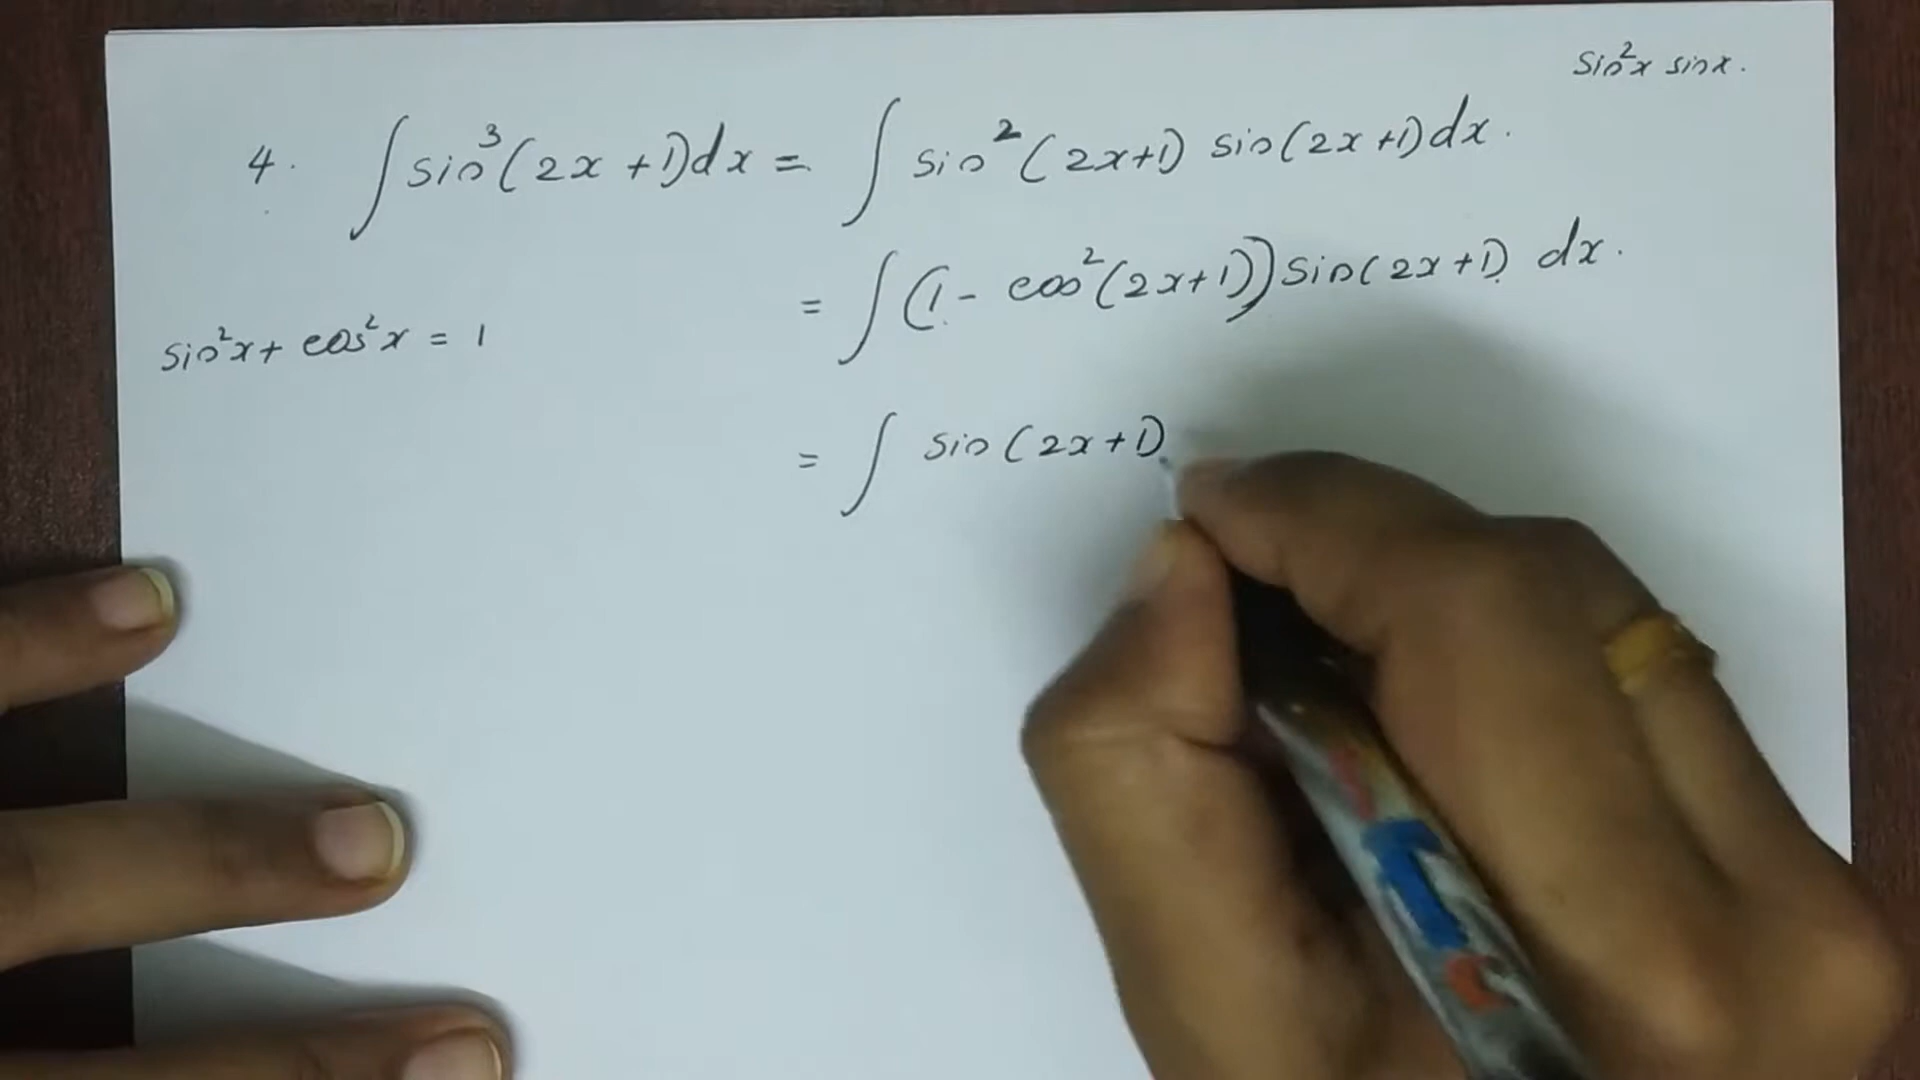 sin²x sinx.
4. ∫sin³(2x+1)dx = ∫ sin²(2x+1) sin(2x+1)dx.
= ∫(1 - cos²(2x+1))sin(2x+1) dx.
sin²x + cos²x = 1
= ∫ sin(2x+1)